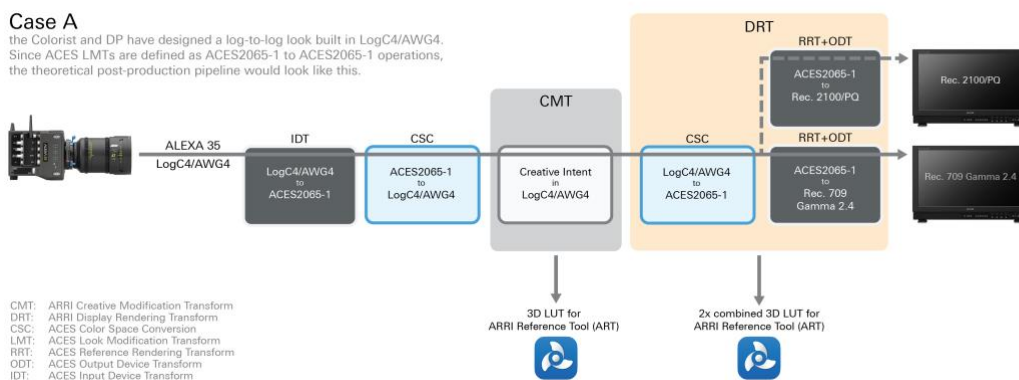 Case A
the Colorist and DP have designed a log-to-log look built in LogC4/AWG4.
Since ACES LMTs are defined as ACES2065-1 to ACES2065-1 operations,
the theoretical post-production pipeline would look like this.
DRT
RRT+ODT
ACES2065-1
to
Rec. 2100/PQ
Rec. 2100/PQ
CMT
ALEXA 35
LogC4/AWG4
IDT
LogC4/AWG4
to
ACES2065-1
CSC
ACES2065-1
to
LogC4/AWG4
Creative Intent
in
LogC4/AWG4
CSC
LogC4/AWG4
to
ACES2065-1
RRT+ODT
ACES2065-1
to
Rec. 709
Gamma 2.4
Rec. 709 Gamma 2.4
3D LUT for
ARRI Reference Tool (ART)
2x combined 3D LUT for
ARRI Reference Tool (ART)
CMT: ARRI Creative Modification Transform
DRT: ARRI Display Rendering Transform
CSC: ACES Color Space Conversion
LMT: ACES Look Modification Transform
RRT: ACES Reference Rendering Transform
ODT: ACES Output Device Transform
IDT: ACES Input Device Transform